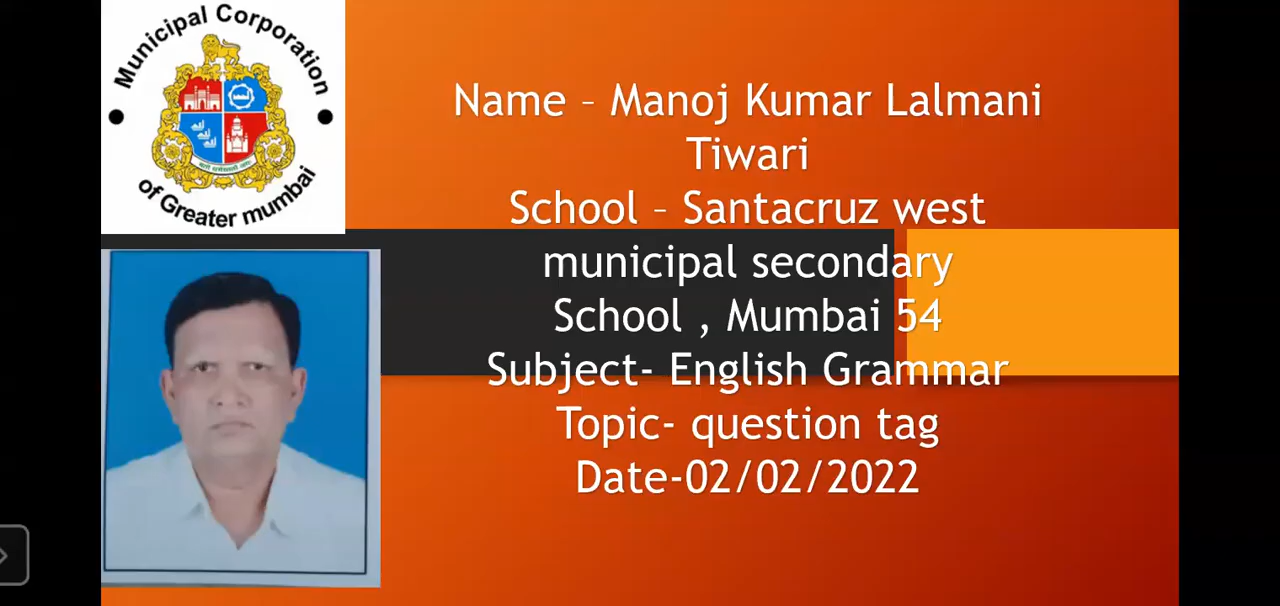 Municipal Corporation
of Greater mumbai
Name – Manoj Kumar Lalmani
Tiwari
School – Santacruz west
municipal secondary
School , Mumbai 54
Subject- English Grammar
Topic- question tag
Date-02/02/2022